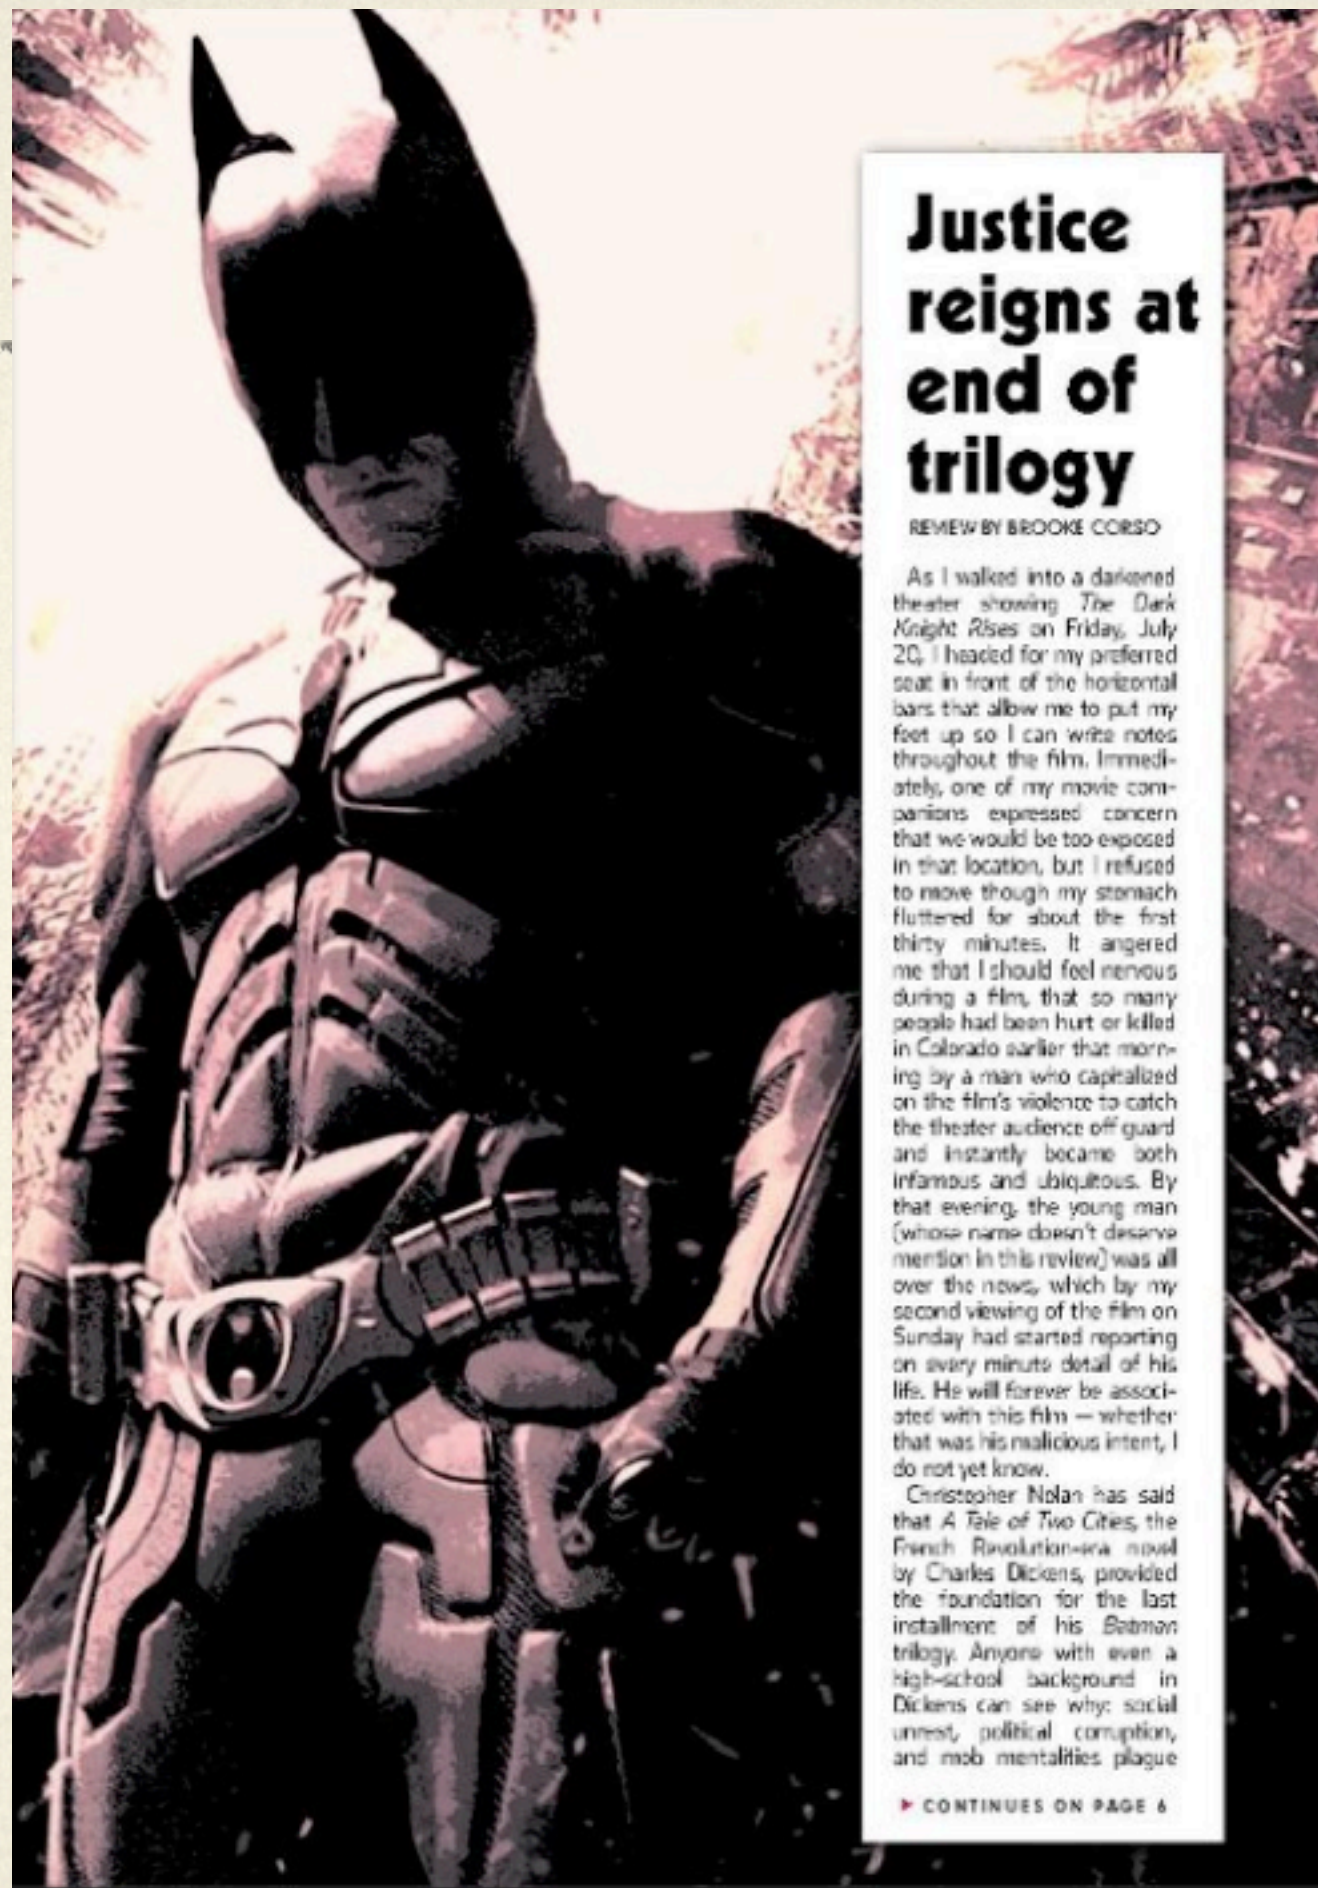 Justice
reigns at
end of
trilogy
REVIEW BY BROOKE CORSO
As I walked into a darkened
theater showing The Dark
Knight Rises on Friday, July
20, I headed for my preferred
seat in front of the horizontal
bars that allow me to put my
feet up so I can write notes
throughout the film. Immedi-
ately, one of my movie com-
panions expressed concern
that we would be too exposed
in that location, but I refused
to move though my stomach
fluttered for about the first
thirty minutes. It angered
me that I should feel nervous
during a film, that so many
people had been hurt or killed
in Colorado earlier that morn-
ing by a man who capitalized
on the film's violence to catch
the theater audience off guard
and instantly became both
infamous and ubiquitous. By
that evening, the young man
(whose name doesn't deserve
mention in this review) was all
over the news, which by my
second viewing of the film on
Sunday had started reporting
on every minute detail of his
life. He will forever be associ-
ated with this film — whether
that was his malicious intent, I
do not yet know.
Christopher Nolan has said
that A Tale of Two Cities, the
French Revolution-era novel
by Charles Dickens, provided
the foundation for the last
installment of his Batman
trilogy. Anyone with even a
high-school background in
Dickens can see why: social
unrest, political corruption,
and mob mentalities plague
▶ CONTINUES ON PAGE 6